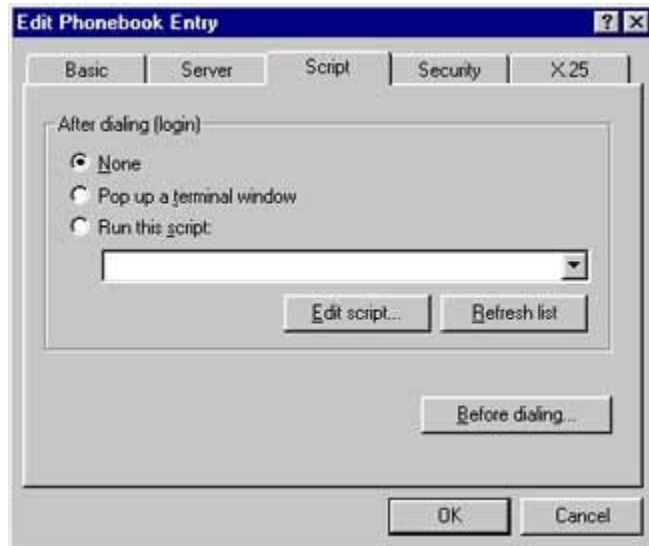 Edit Phonebook Entry
Basic Server Script Security X.25
After dialing (login)
None
Pop up a terminal window
Run this script:
Edit script... Refresh list
Before dialing...
OK Cancel